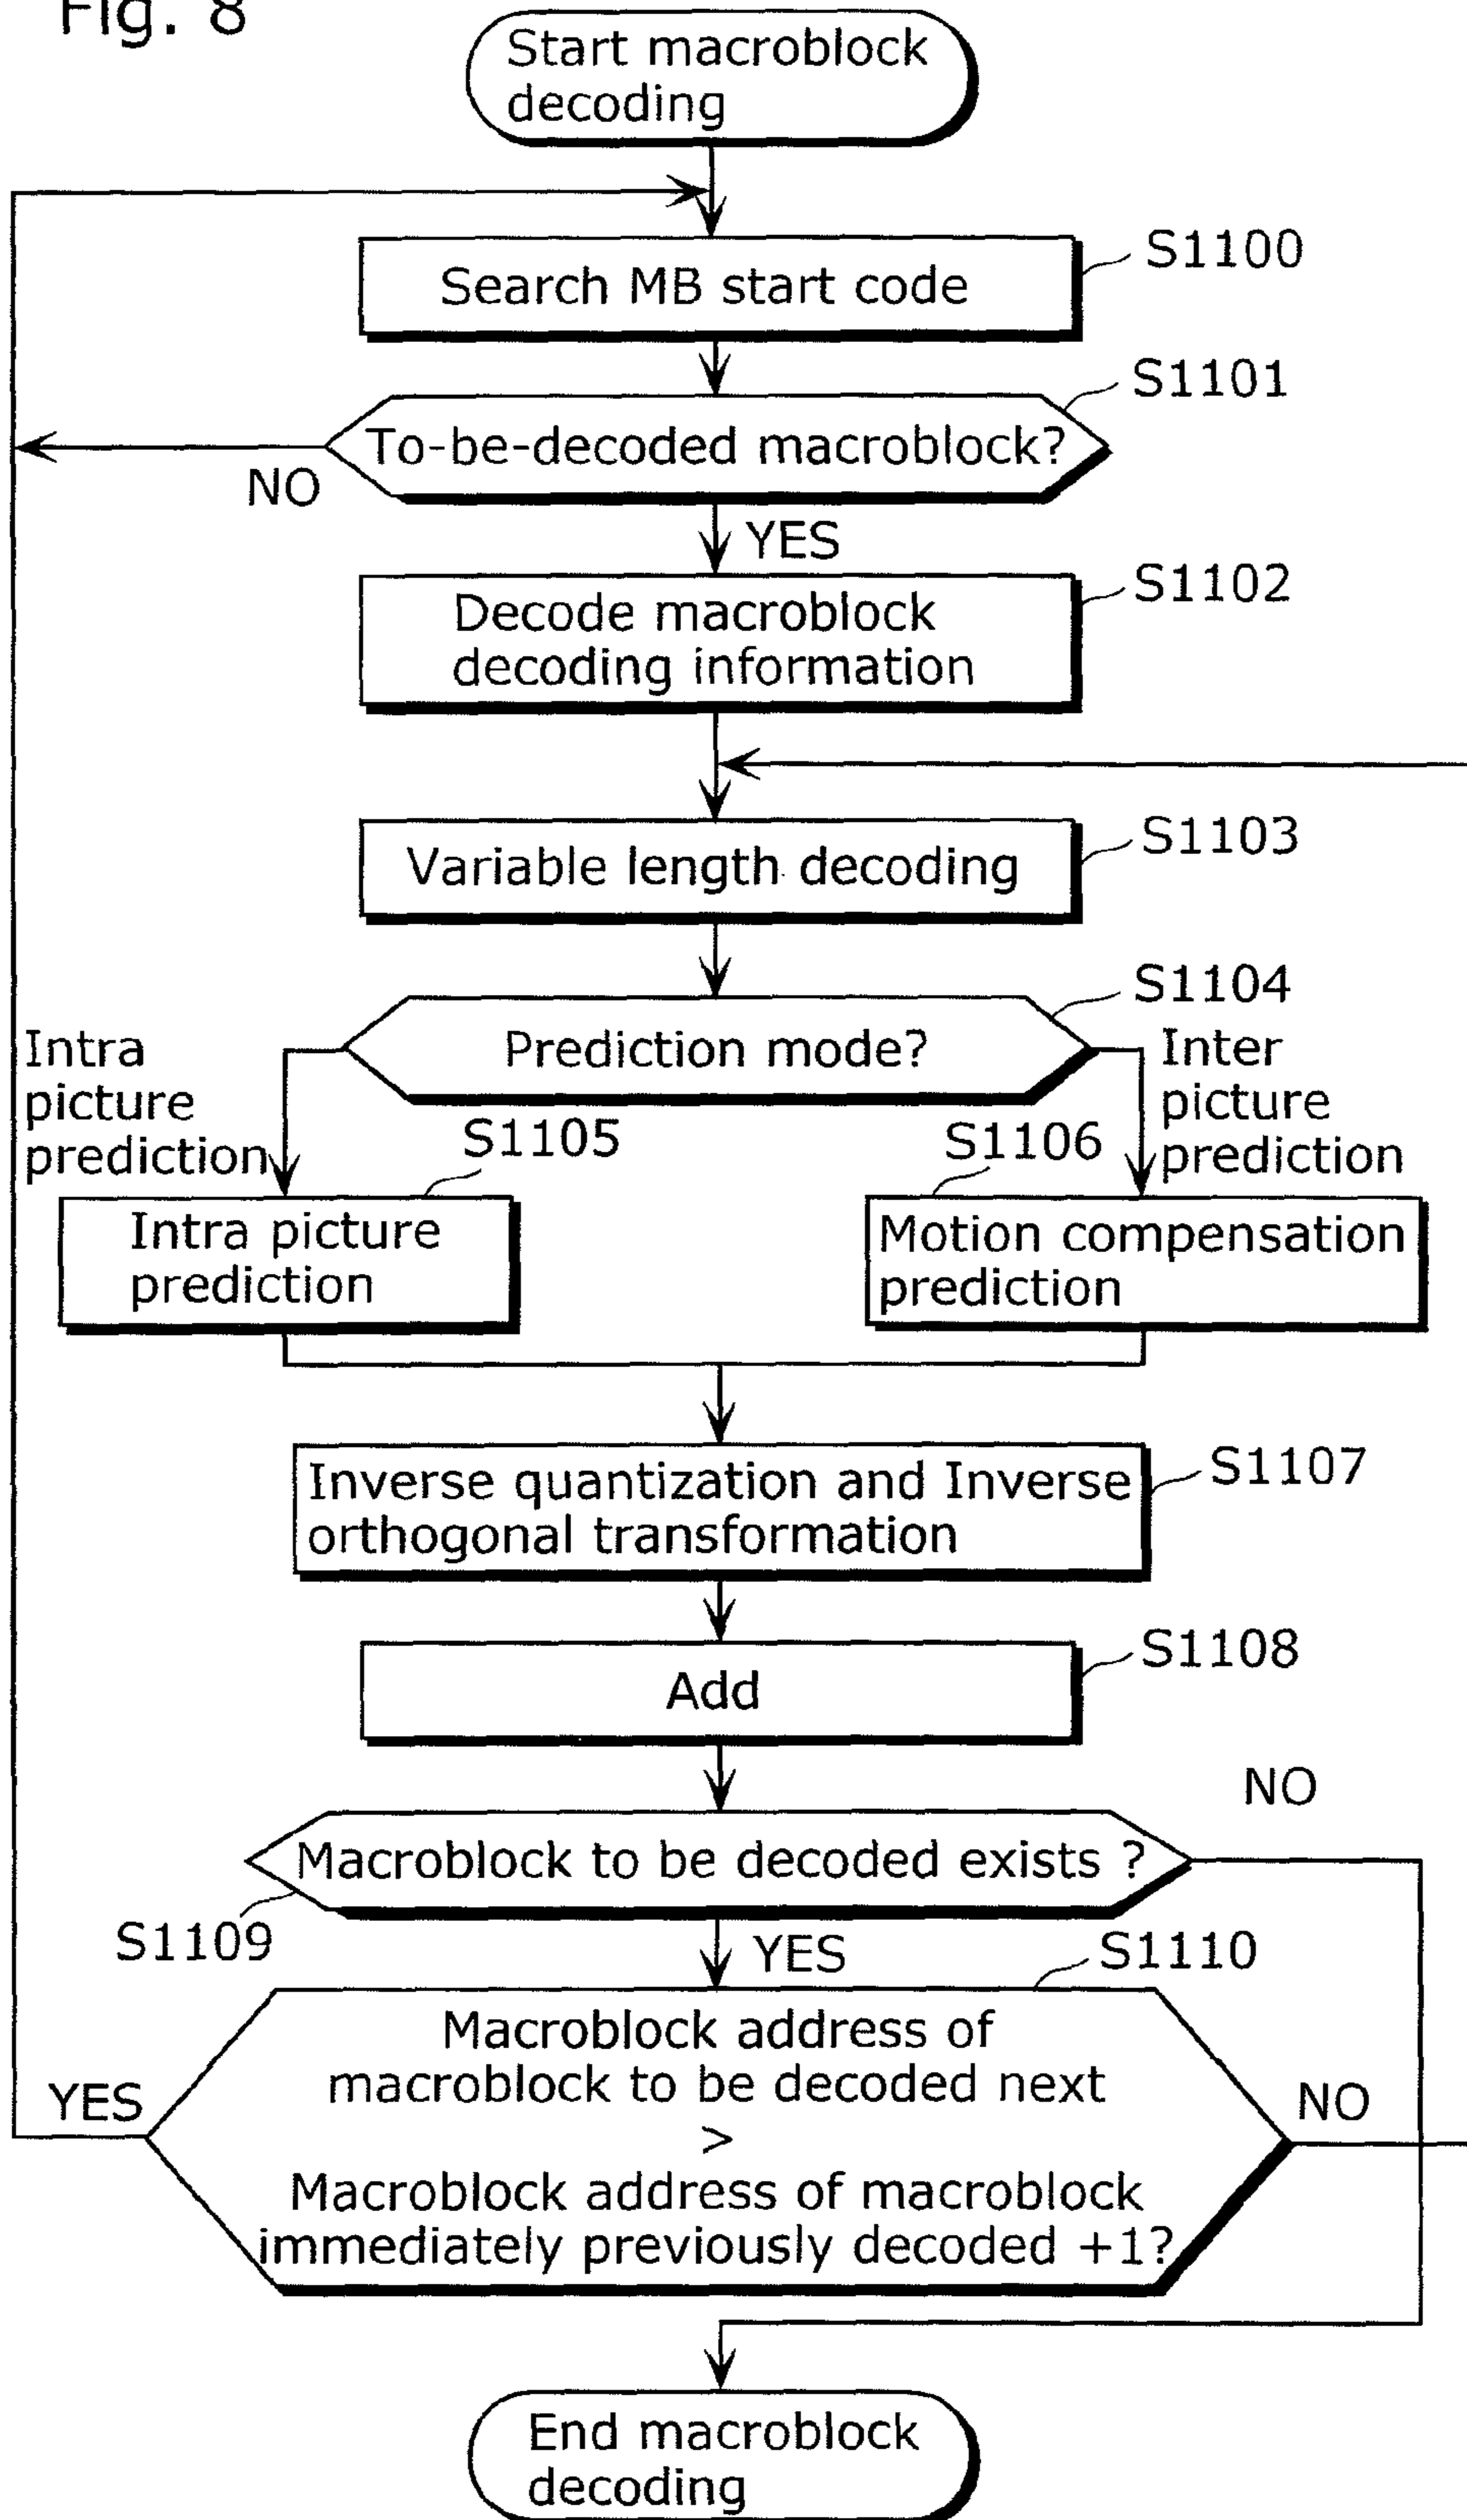 Fig. 8
Start macroblock
decoding
S1100
Search MB start code
S1101
To-be-decoded macroblock?
NO
YES
S1102
Decode macroblock
decoding information
S1103
Variable length decoding
S1104
Prediction mode?
Intra
picture
prediction
Inter
picture
prediction
S1105
S1106
Intra picture
prediction
Motion compensation
prediction
S1107
Inverse quantization and Inverse
orthogonal transformation
S1108
Add
NO
Macroblock to be decoded exists ?
S1109
YES
S1110
Macroblock address of
macroblock to be decoded next
>
Macroblock address of macroblock
immediately previously decoded +1?
YES
NO
End macroblock
decoding